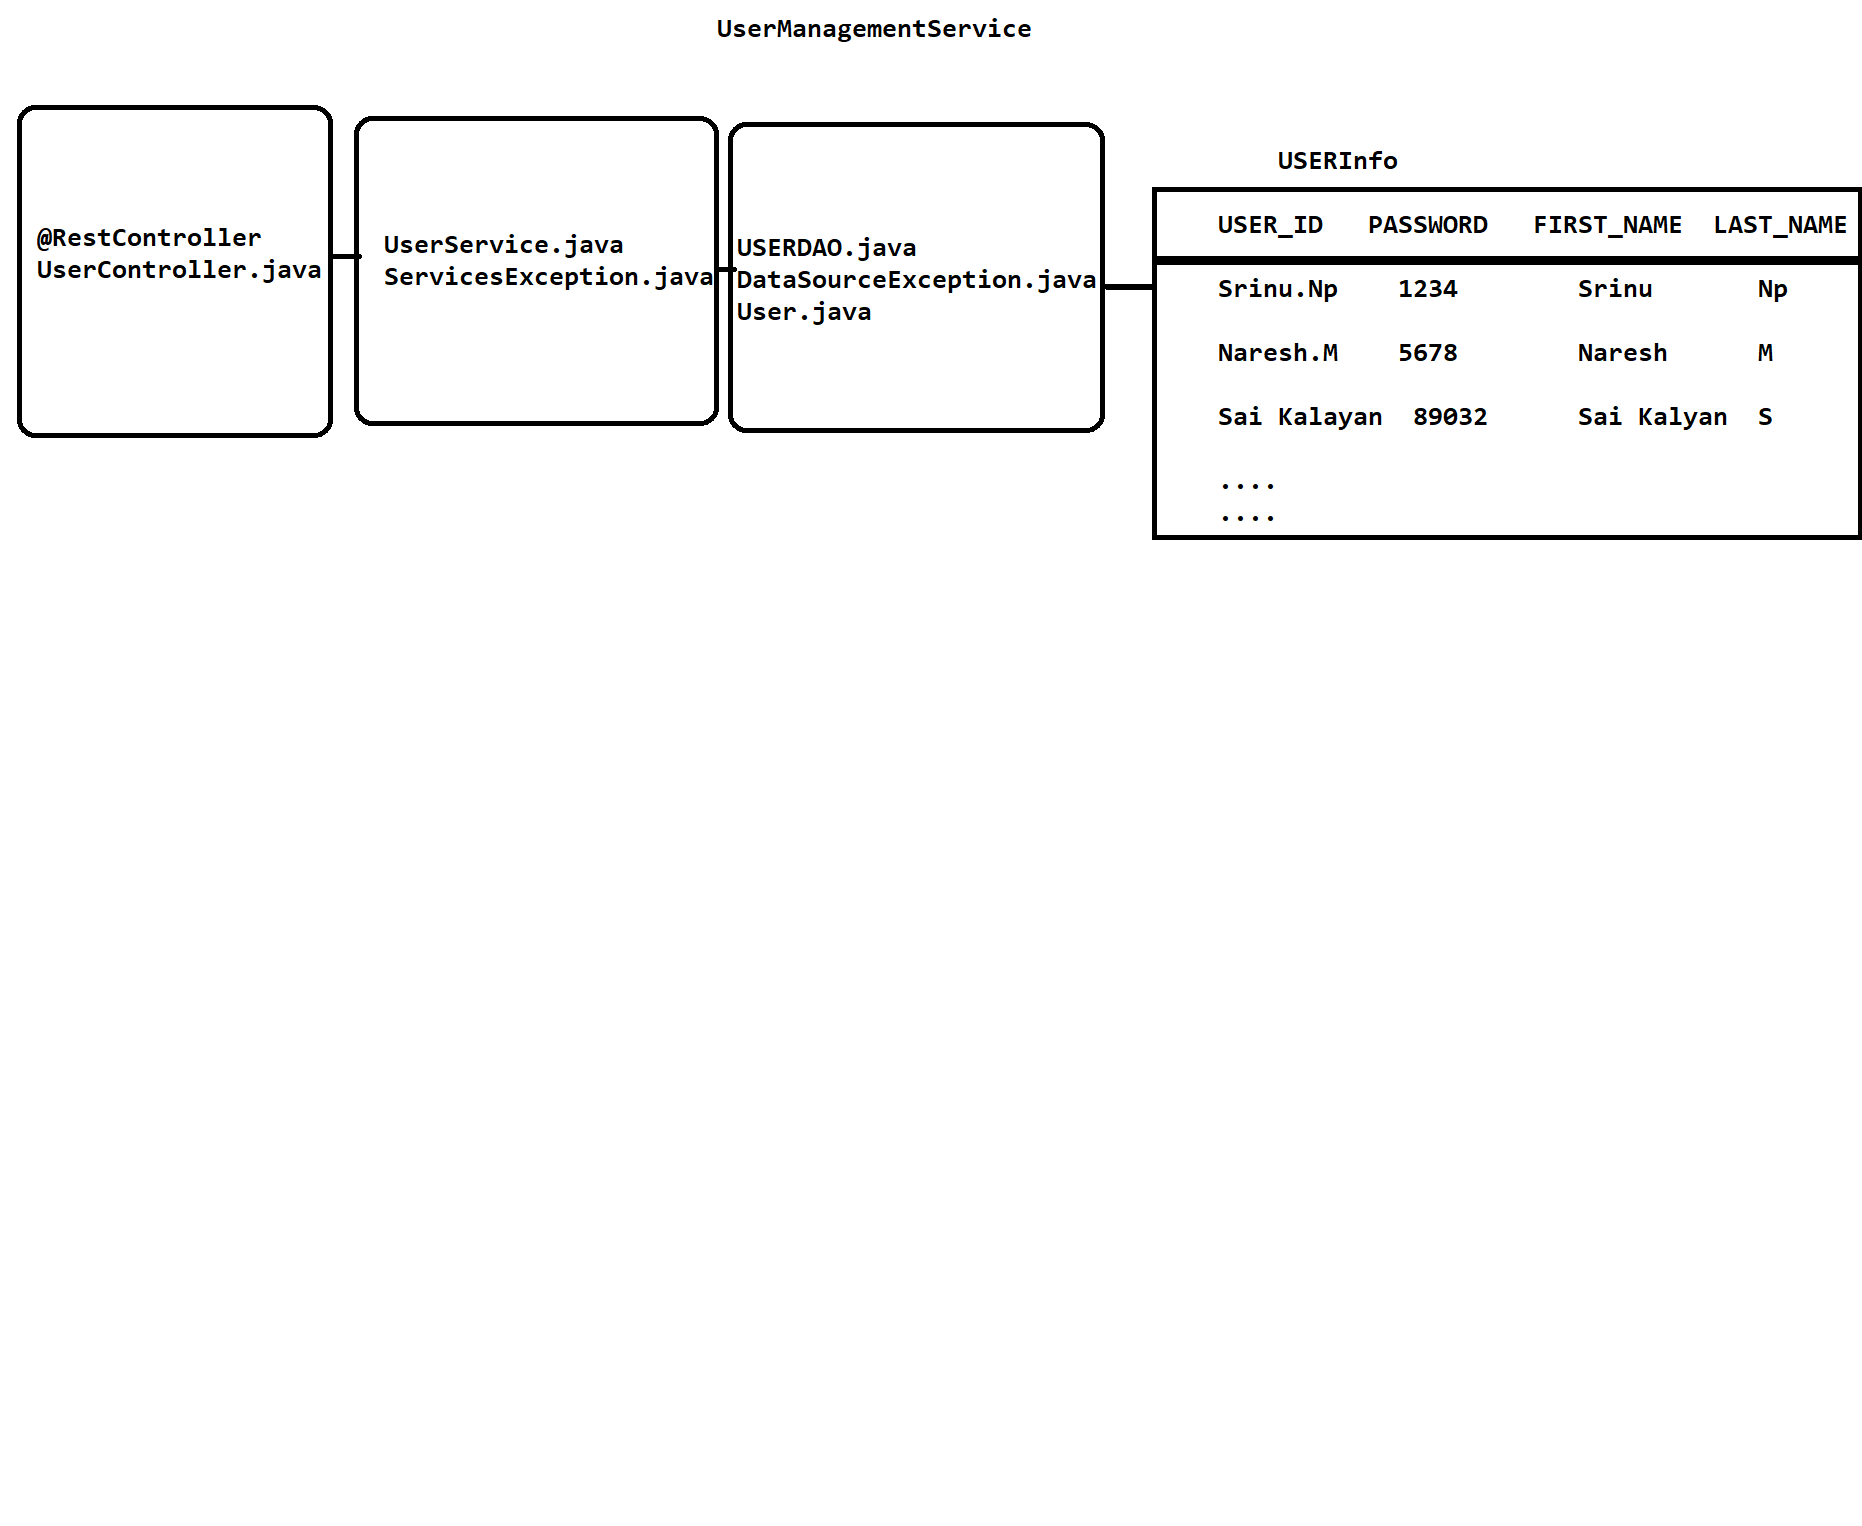 UserManagementService
@RestController
UserController.java
UserService.java
ServicesException.java
USERDAO.java
DataSourceException.java
User.java
USERInfo
USER_ID PASSWORD FIRST_NAME LAST_NAME
Srinu.Np 1234 Srinu Np
Naresh.M 5678 Naresh M
Sai Kalayan 89032 Sai Kalyan S
....
....